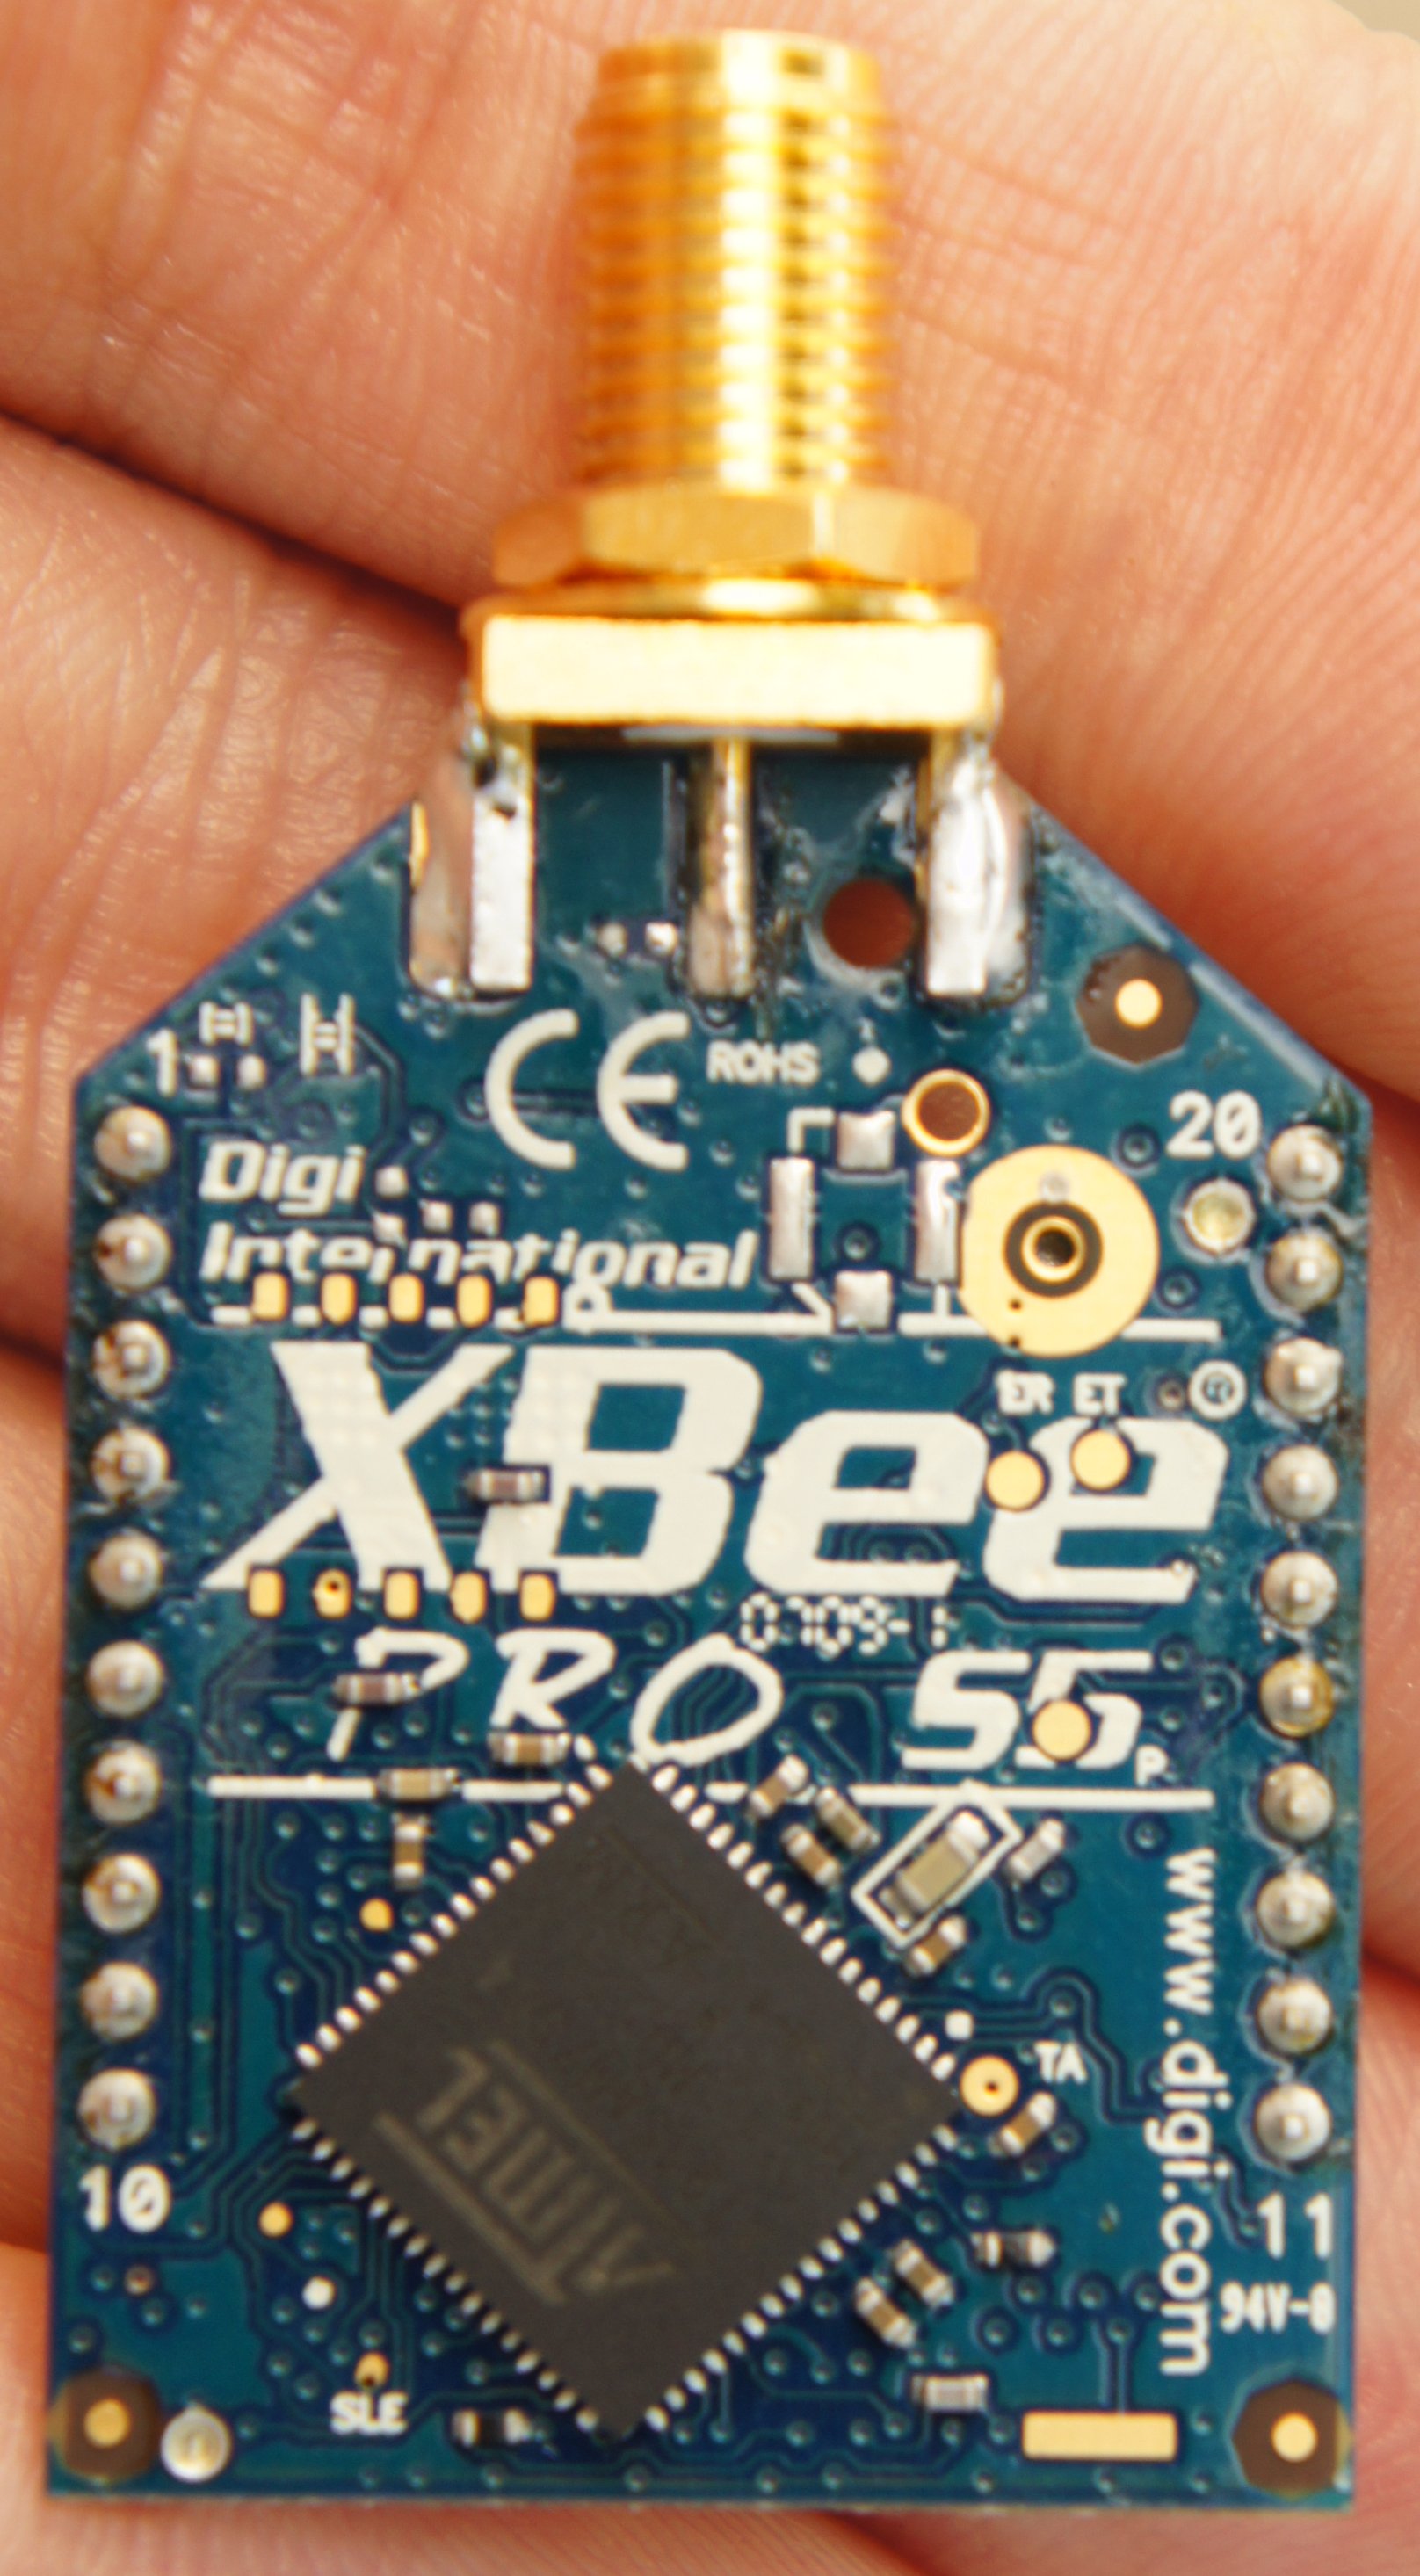 CE ROHS
1
20
Digi
International
ER ET
XBee ®
0709-1
PRO S5
P
www.digi.com
TA
ATMEL
10
11
94V-0
SLE